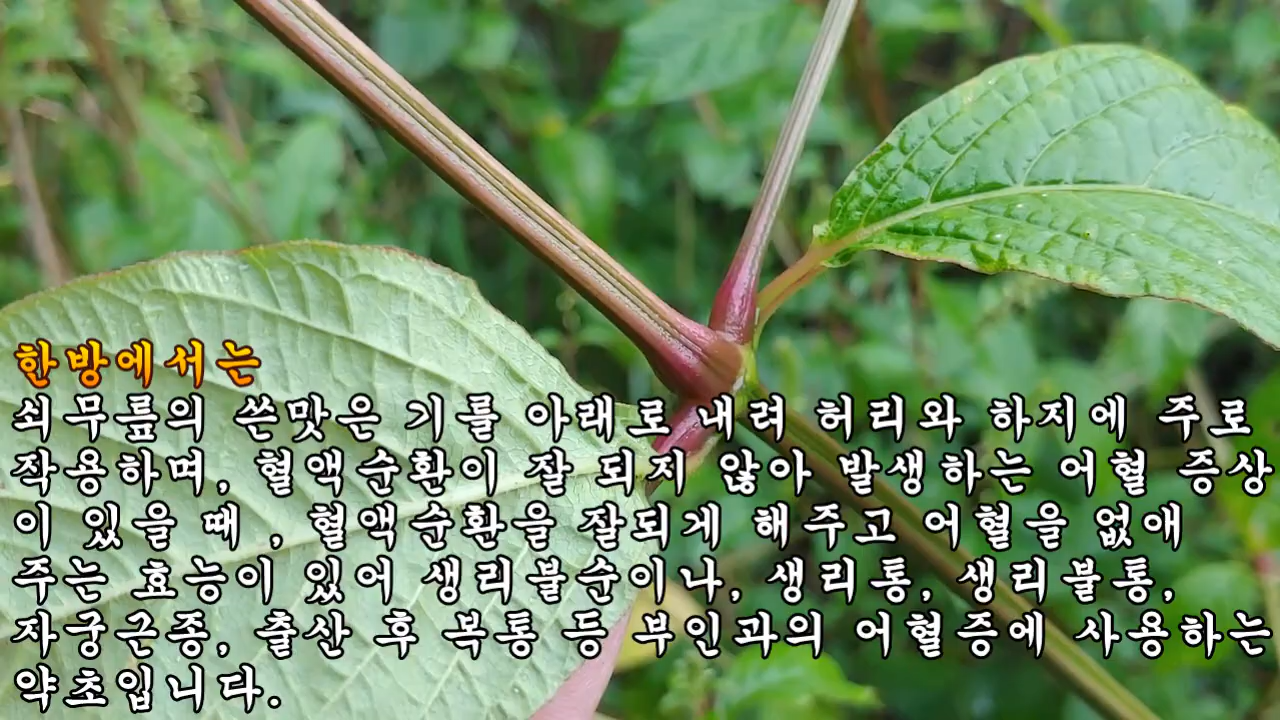 한방에서는
쇠무릎의 쓴맛은 기를 아래로 내려 허리와 하지에 주로
작용하며, 혈액순환이 잘 되지 않아 발생하는 어혈 증상
이 있을 때 , 혈액순환을 잘되게 해주고 어혈을 없애
주는 효능이 있어 생리불순이나, 생리통, 생리불통,
자궁근종, 출산 후 복통 등 부인과의 어혈증에 사용하는
약초입니다.